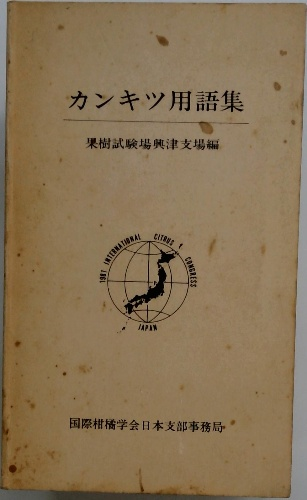 カンキツ用語集
果樹試験場興津支場編
1981 INTERNATIONAL CITRUS CONGRESS
JAPAN
国際柑橘学会日本支部事務局